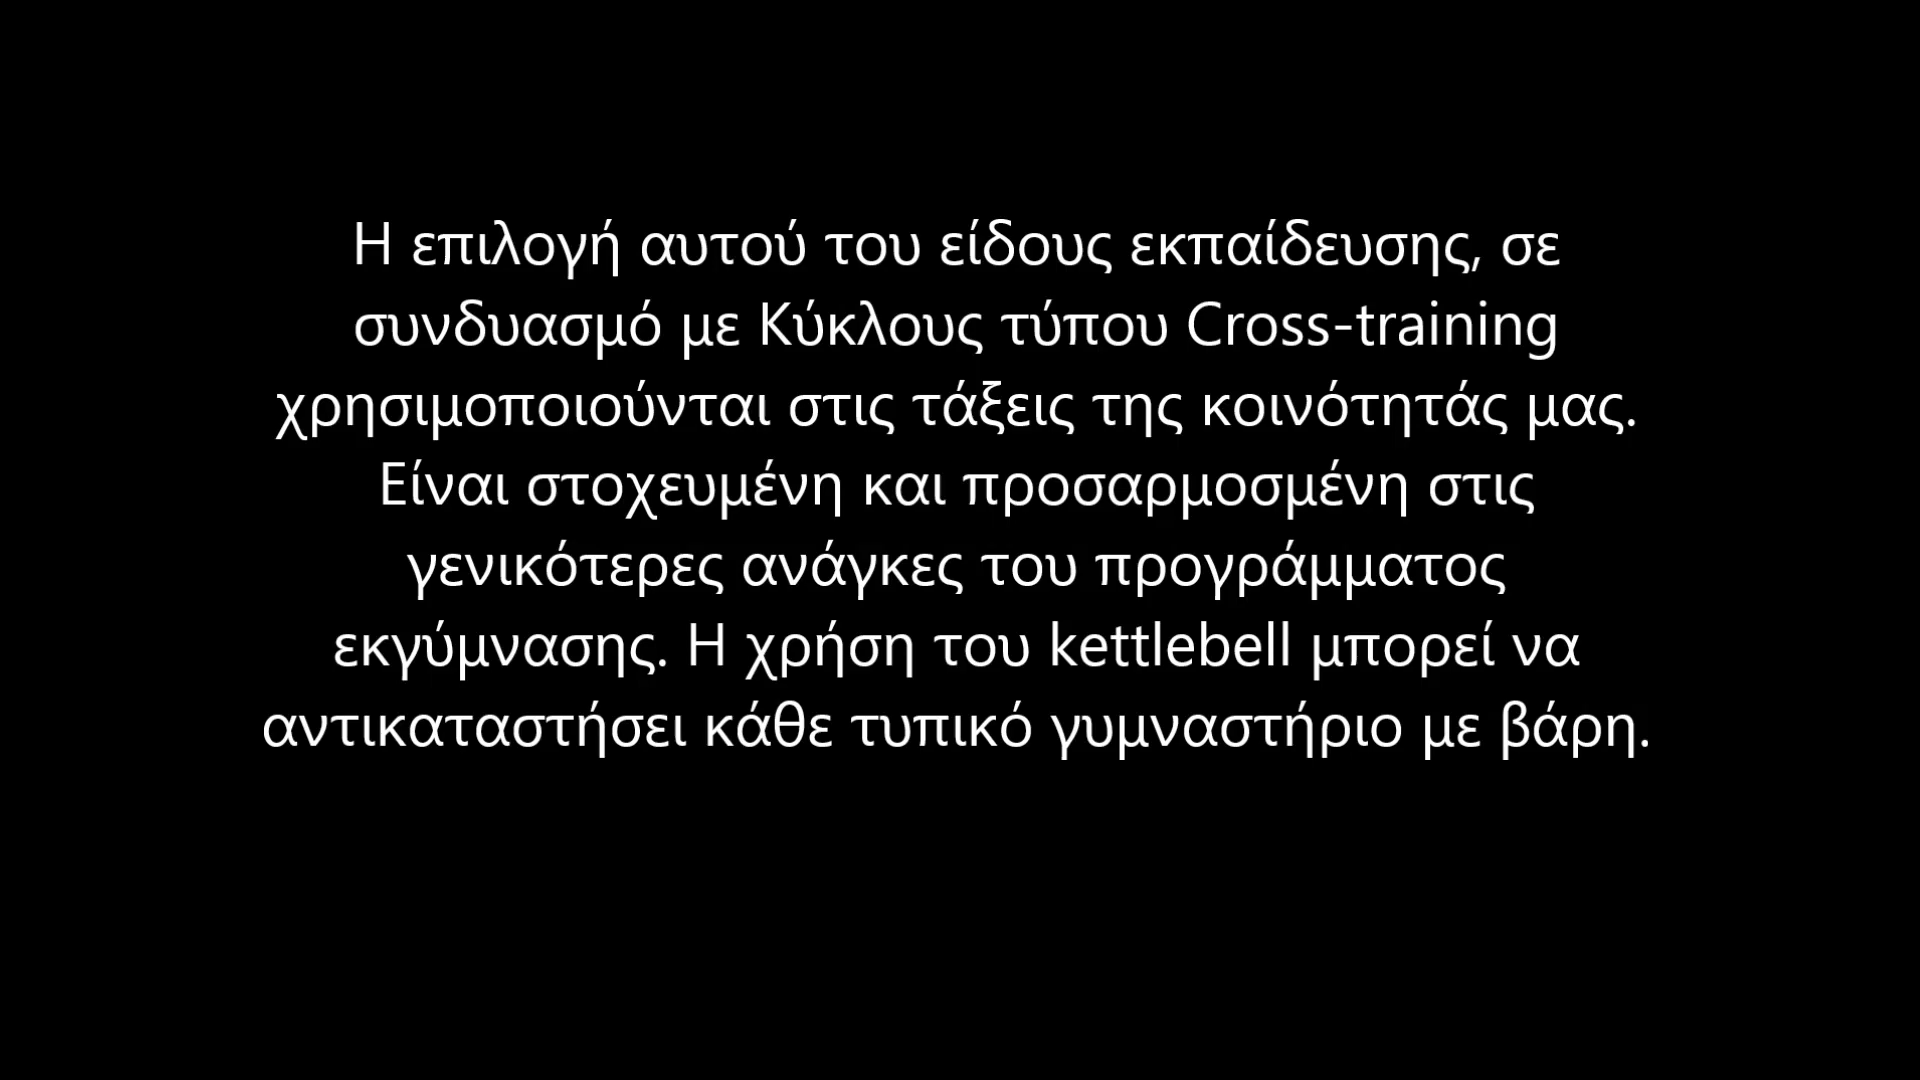 Η επιλογή αυτού του είδους εκπαίδευσης, σε
συνδυασμό με Κύκλους τύπου Cross-training
χρησιμοποιούνται στις τάξεις της κοινότητάς μας.
Είναι στοχευμένη και προσαρμοσμένη στις
γενικότερες ανάγκες του προγράμματος
εκγύμνασης. Η χρήση του kettlebell μπορεί να
αντικαταστήσει κάθε τυπικό γυμναστήριο με βάρη.